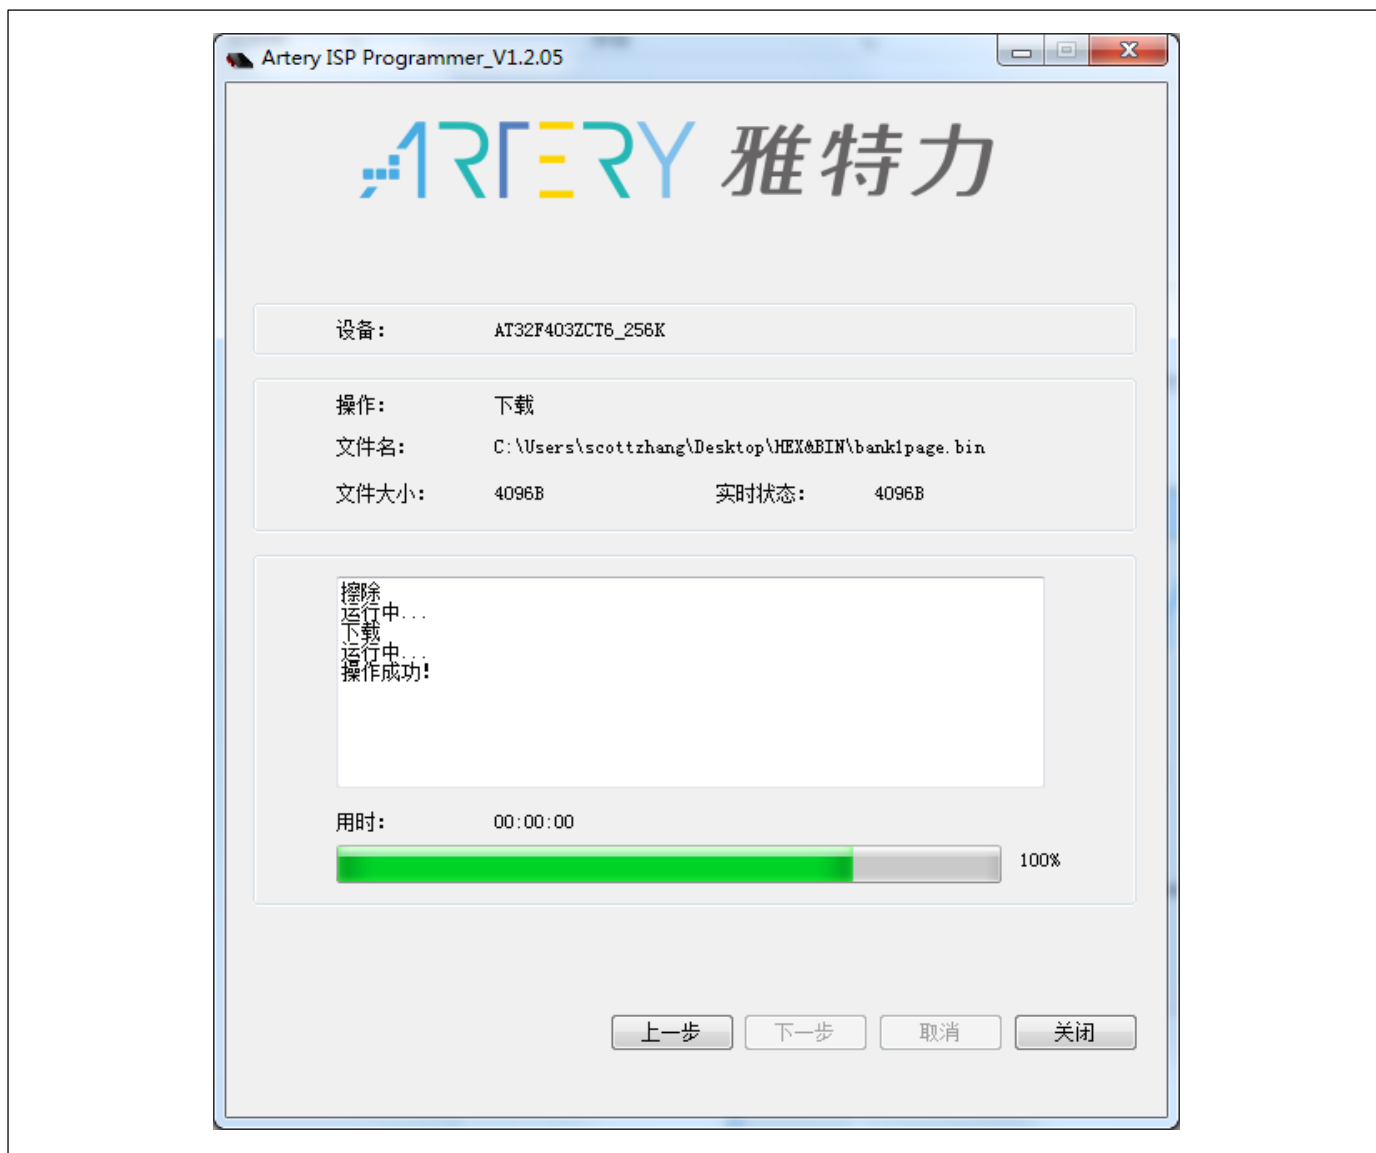 Artery ISP Programmer_V1.2.05
ARTERY 雅特力
设备： AT32F403ZCT6_256K
操作： 下载
文件名： C:\Users\scottzhang\Desktop\HEX&BIN\bank1page.bin
文件大小： 4096B 实时状态： 4096B
擦除
运行中...
下载
运行中...
操作成功!
用时： 00:00:00
100%
上一步 下一步 取消 关闭